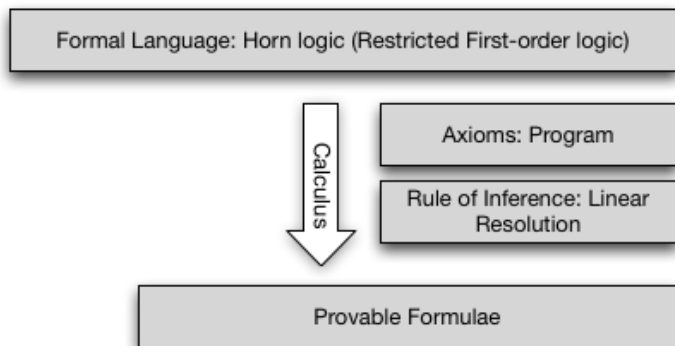 Formal Language: Horn logic (Restricted First-order logic)
Calculus
Axioms: Program
Rule of Inference: Linear
Resolution
Provable Formulae